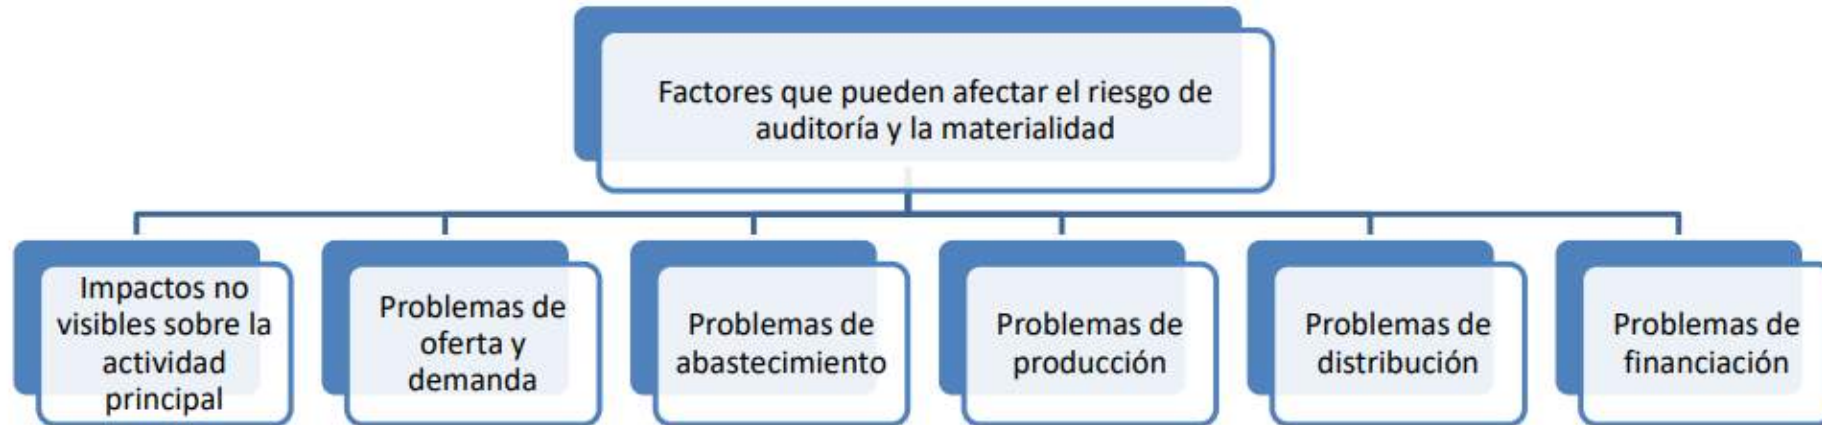 Factores que pueden afectar el riesgo de
auditoría y la materialidad
Impactos no
visibles sobre la
actividad
principal
Problemas de
oferta y
demanda
Problemas de
abastecimiento
Problemas de
producción
Problemas de
distribución
Problemas de
financiación